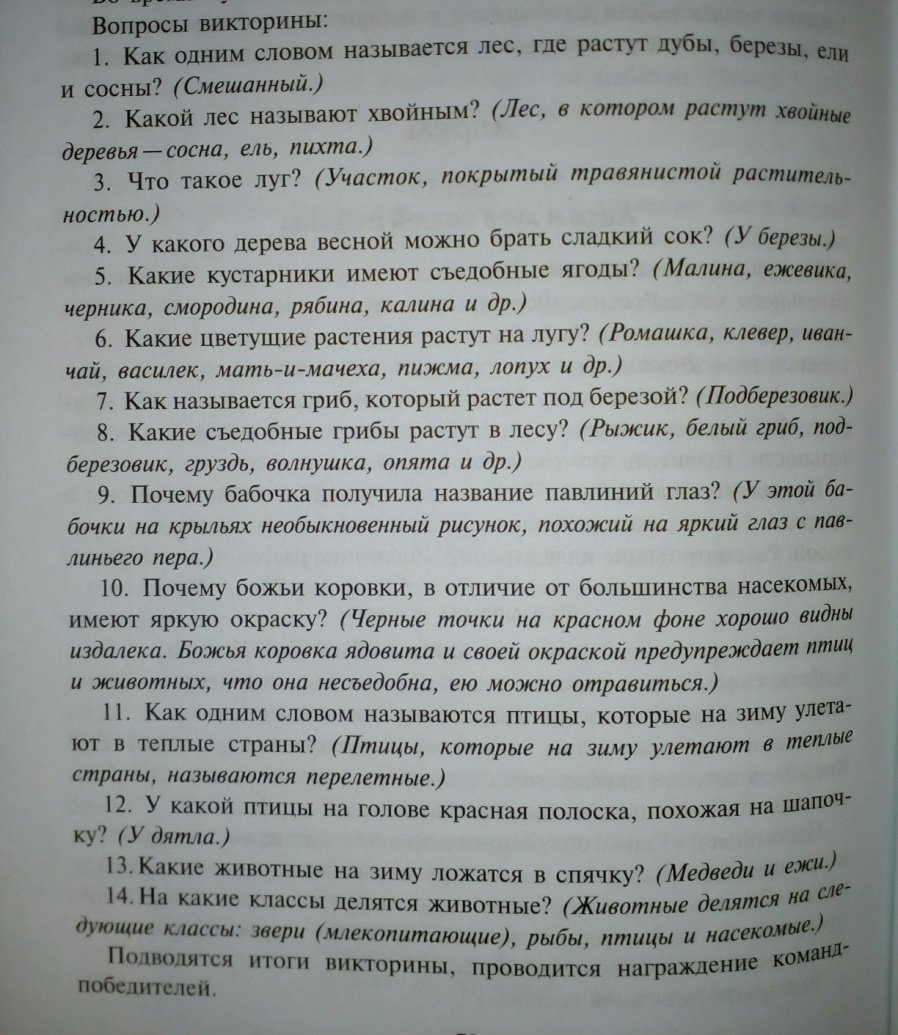 Вопросы викторины:
1. Как одним словом называется лес, где растут дубы, березы, ели
и сосны? (Смешанный.)
2. Какой лес называют хвойным? (Лес, в котором растут хвойные
деревья — сосна, ель, пихта.)
3. Что такое луг? (Участок, покрытый травянистой раститель-
ностью.)
4. У какого дерева весной можно брать сладкий сок? (У березы.)
5. Какие кустарники имеют съедобные ягоды? (Малина, ежевика,
черника, смородина, рябина, калина и др.)
6. Какие цветущие растения растут на лугу? (Ромашка, клевер, иван-
чай, василек, мать-и-мачеха, пижма, лопух и др.)
7. Как называется гриб, который растет под березой? (Подберезовик.)
8. Какие съедобные грибы растут в лесу? (Рыжик, белый гриб, под-
березовик, груздь, волнушка, опята и др.)
9. Почему бабочка получила название павлиний глаз? (У этой ба-
бочки на крыльях необыкновенный рисунок, похожий на яркий глаз с пав-
линьего пера.)
10. Почему божьи коровки, в отличие от большинства насекомых,
имеют яркую окраску? (Черные точки на красном фоне хорошо видны
издалека. Божья коровка ядовита и своей окраской предупреждает птиц
и животных, что она несъедобна, ею можно отравиться.)
11. Как одним словом называются птицы, которые на зиму улета-
ют в теплые страны? (Птицы, которые на зиму улетают в теплые
страны, называются перелетные.)
12. У какой птицы на голове красная полоска, похожая на шапоч-
ку? (У дятла.)
13. Какие животные на зиму ложатся в спячку? (Медведи и ежи.)
14. На какие классы делятся животные? (Животные делятся на сле-
дующие классы: звери (млекопитающие), рыбы, птицы и насекомые.)
Подводятся итоги викторины, проводится награждение команд-
победителей.